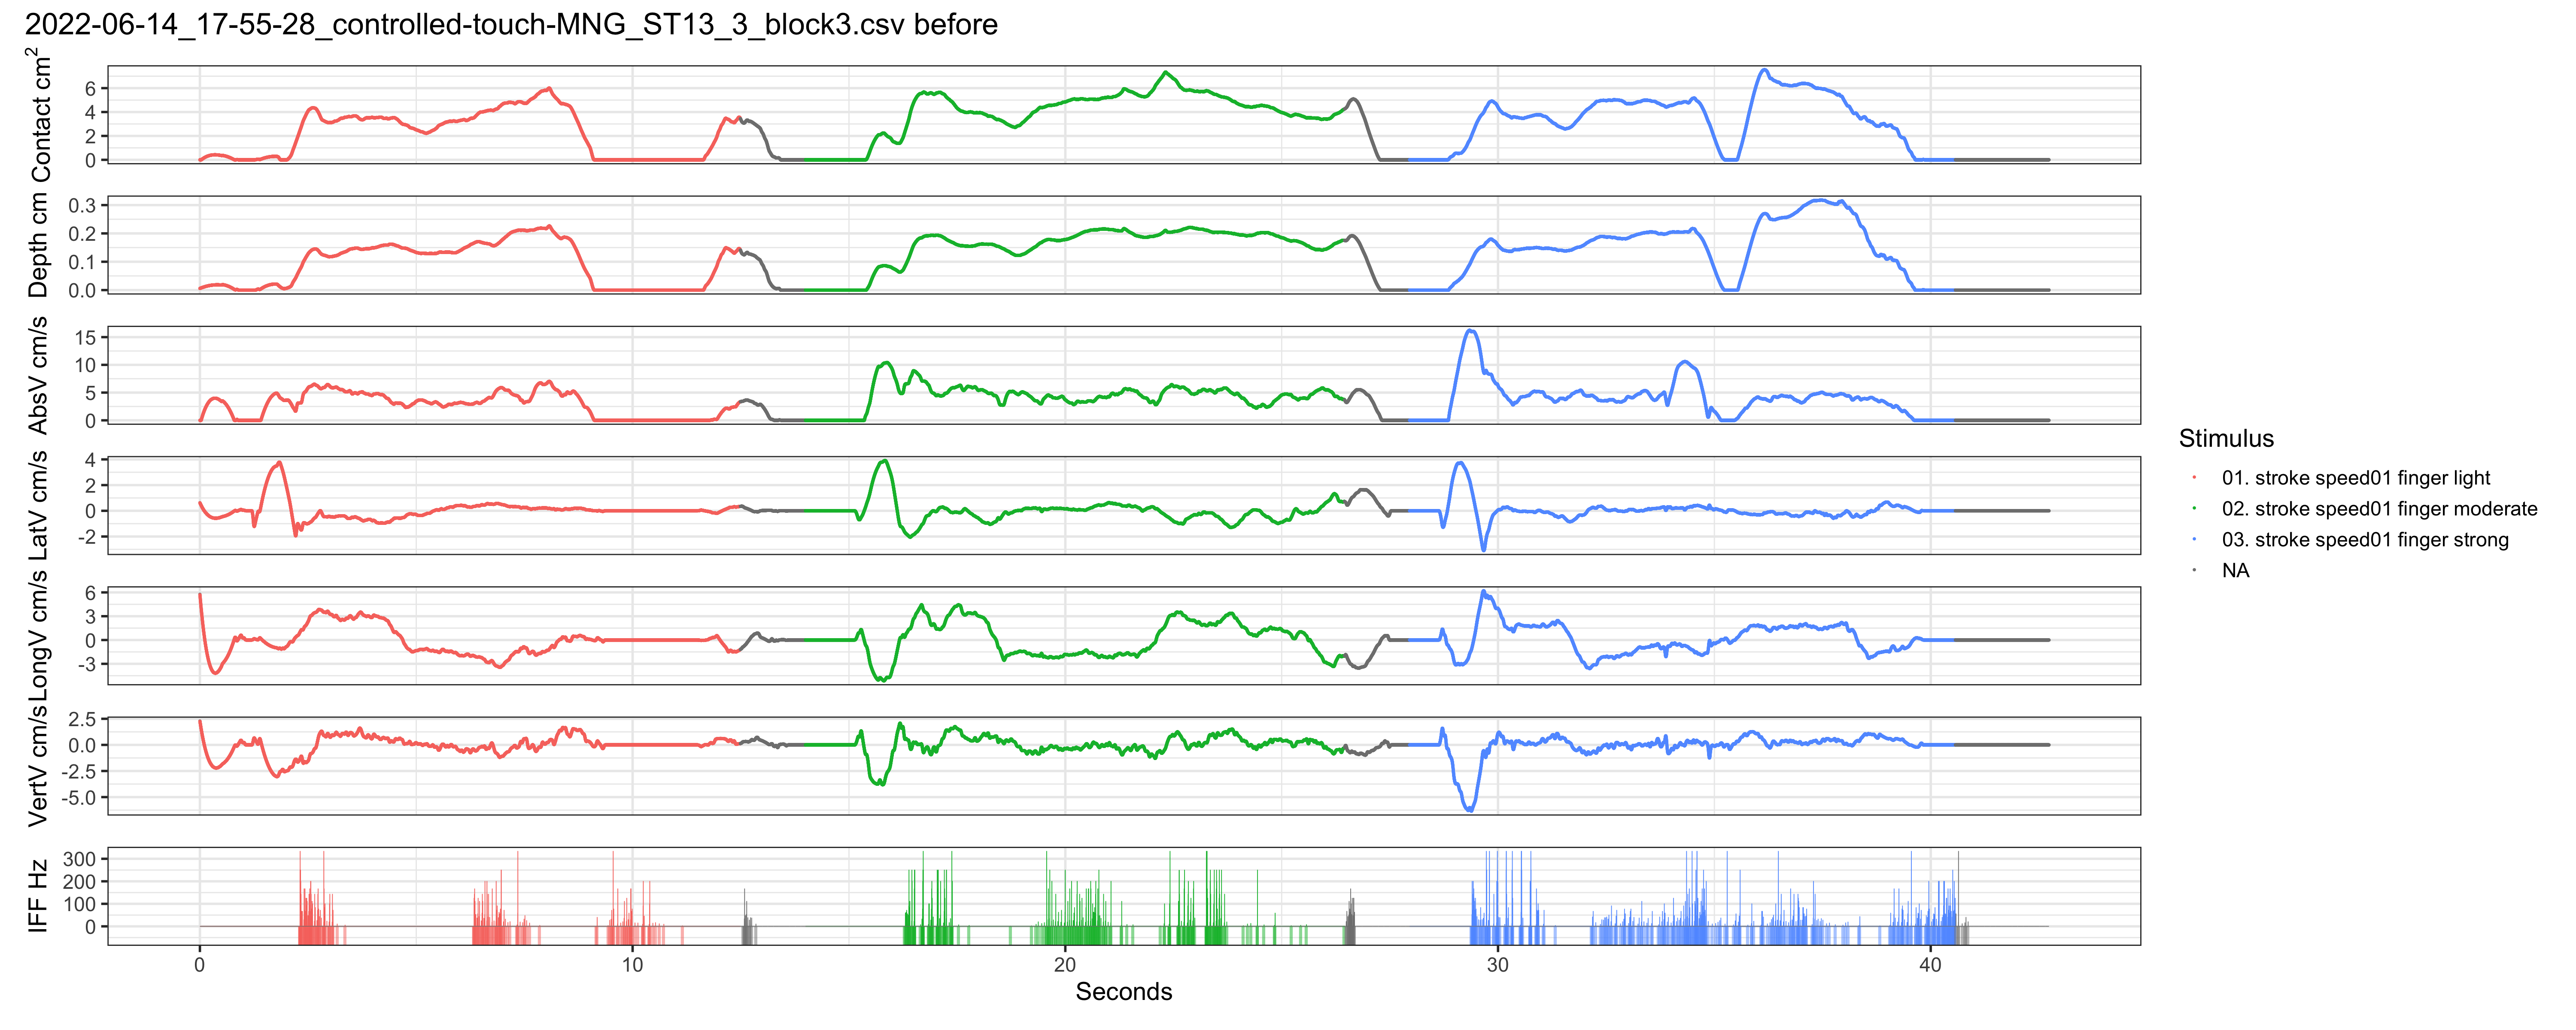 2022-06-14_17-55-28_controlled-touch-MNG_ST13_3_block3.csv before
Contact cm²
6
4
2
0
Depth cm
0.3
0.2
0.1
0.0
AbsV cm/s
15
10
5
0
LatV cm/s
4
2
0
-2
LongV cm/s
6
3
0
-3
VertV cm/s
2.5
0.0
-2.5
-5.0
IFF Hz
300
200
100
0
0 10 20 30 40
Seconds
Stimulus
01. stroke speed01 finger light
02. stroke speed01 finger moderate
03. stroke speed01 finger strong
NA